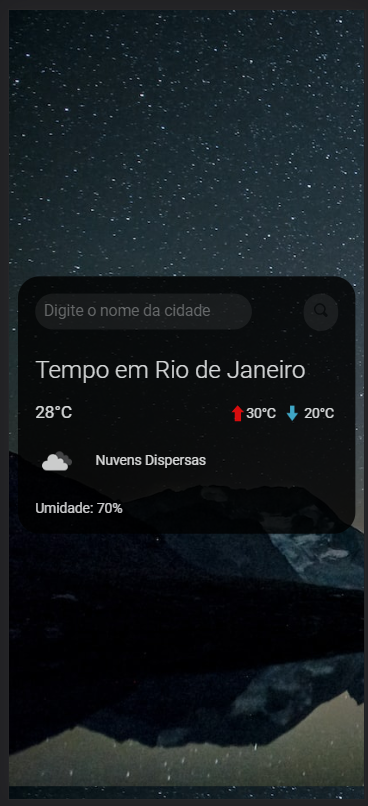 Digite o nome da cidade
Tempo em Rio de Janeiro
28°C 30°C 20°C
Nuvens Dispersas
Umidade: 70%